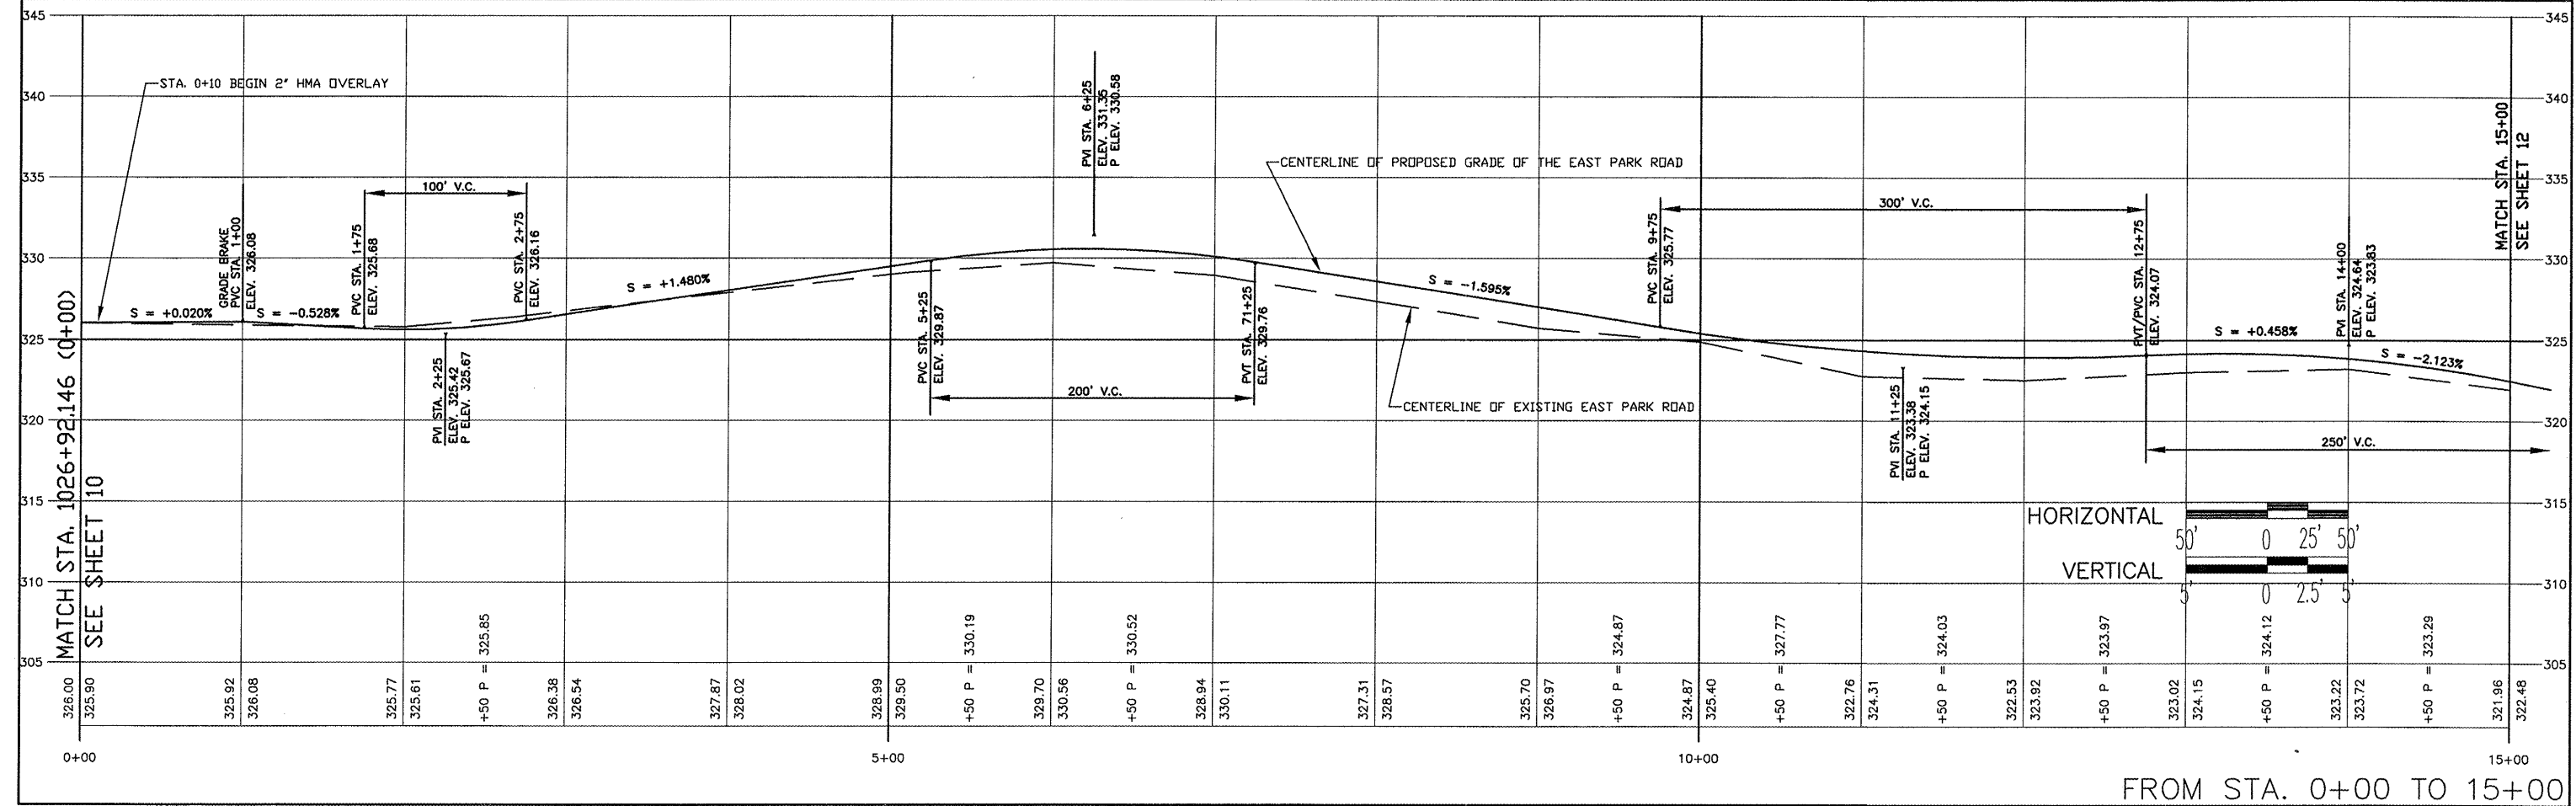 345
340
335
330
325
320
315
310
305
345
340
335
330
325
320
315
310
305
STA. 0+10 BEGIN 2" HMA OVERLAY
MATCH STA. 1026+92.146 (0+00)
SEE SHEET 10
S = +0.020%
GRADE BRAKE
PVC STA. 1+00
ELEV. 326.08
S = -0.528%
PVC STA. 1+75
ELEV. 325.68
100' V.C.
PVI STA. 2+25
ELEV. 325.42
P ELEV. 325.67
PVC STA. 2+75
ELEV. 326.16
S = +1.480%
PVC STA. 5+25
ELEV. 329.87
200' V.C.
PVI STA. 6+25
ELEV. 331.35
P ELEV. 330.58
PVT STA. 71+25
ELEV. 329.76
CENTERLINE OF PROPOSED GRADE OF THE EAST PARK ROAD
CENTERLINE OF EXISTING EAST PARK ROAD
S = -1.595%
PVC STA. 9+75
ELEV. 325.77
300' V.C.
PVI STA. 11+25
ELEV. 323.38
P ELEV. 324.15
PVT/PVC STA. 12+75
ELEV. 324.07
S = +0.458%
PVI STA. 14+00
ELEV. 324.64
P ELEV. 323.83
S = -2.123%
250' V.C.
MATCH STA. 15+00
SEE SHEET 12
HORIZONTAL
50' 0 25' 50'
VERTICAL
5' 0 2.5' 5'
326.00
325.90
325.92
326.08
325.77
325.61
+50 P = 325.85
326.38
326.54
327.87
328.02
328.99
329.50
+50 P = 330.19
329.70
330.56
+50 P = 330.52
328.94
330.11
327.31
328.57
325.70
326.97
+50 P = 324.87
324.87
325.40
+50 P = 327.77
322.76
324.31
+50 P = 324.03
322.53
323.92
+50 P = 323.97
323.02
324.15
+50 P = 324.12
323.22
323.72
+50 P = 323.29
321.96
322.48
0+00
5+00
10+00
15+00
FROM STA. 0+00 TO 15+00